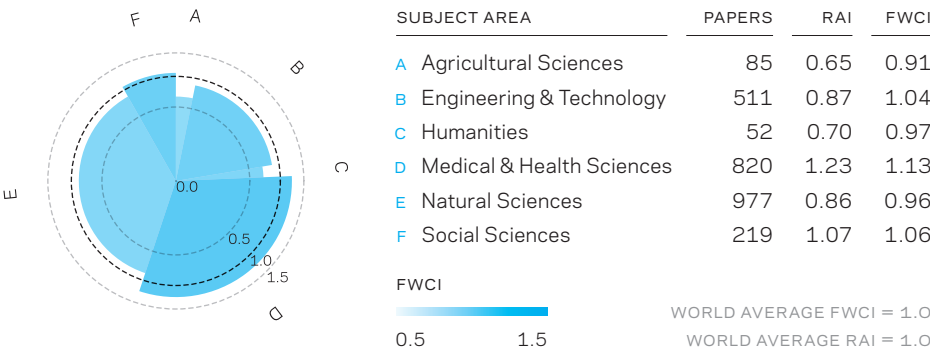 F A
B
C
E
D
0.0
0.5
1.0
1.5
SUBJECT AREA PAPERS RAI FWCI
A Agricultural Sciences 85 0.65 0.91
B Engineering & Technology 511 0.87 1.04
C Humanities 52 0.70 0.97
D Medical & Health Sciences 820 1.23 1.13
E Natural Sciences 977 0.86 0.96
F Social Sciences 219 1.07 1.06
FWCI
0.5 1.5
WORLD AVERAGE FWCI = 1.0
WORLD AVERAGE RAI = 1.0